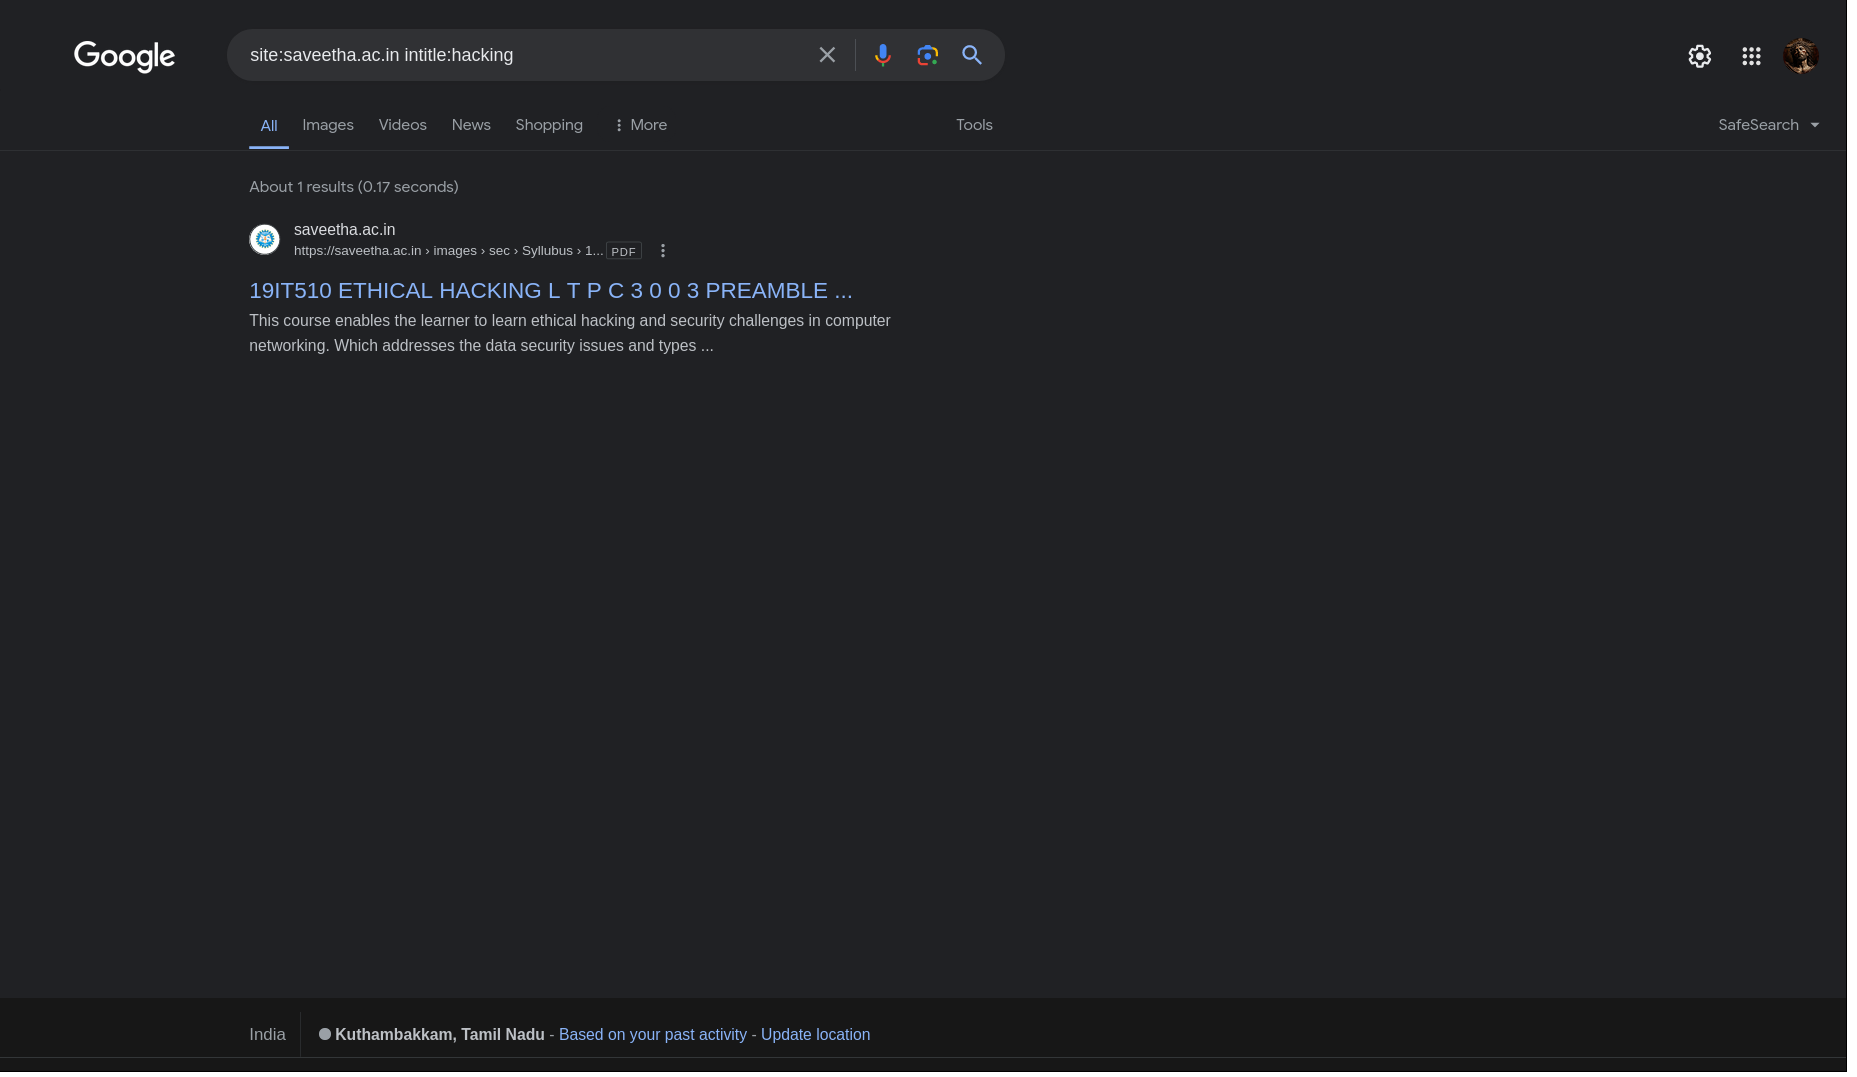 Google
site:saveetha.ac.in intitle:hacking
All Images Videos News Shopping More Tools SafeSearch
About 1 results (0.17 seconds)
saveetha.ac.in
https://saveetha.ac.in › images › sec › Syllubus › 1... PDF
19IT510 ETHICAL HACKING L T P C 3 0 0 3 PREAMBLE ...
This course enables the learner to learn ethical hacking and security challenges in computer
networking. Which addresses the data security issues and types ...
India Kuthambakkam, Tamil Nadu - Based on your past activity - Update location